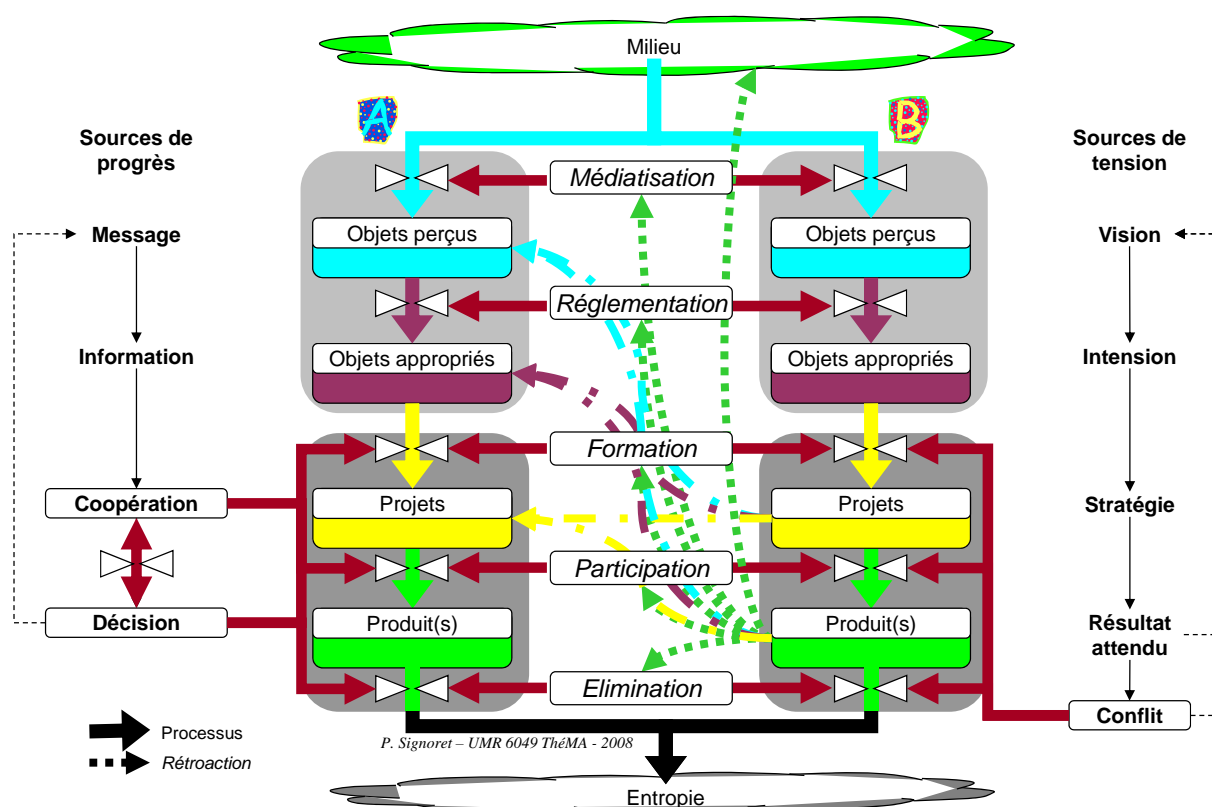 Milieu
A
B
Sources de
progrès
Sources de
tension
Médiatisation
Message
Objets perçus
Objets perçus
Vision
Réglementation
Information
Objets appropriés
Objets appropriés
Intension
Formation
Coopération
Projets
Projets
Stratégie
Participation
Décision
Produit(s)
Produit(s)
Résultat
attendu
Elimination
Conflit
Processus
Rétroaction
P. Signoret – UMR 6049 ThéMA - 2008
Entropie